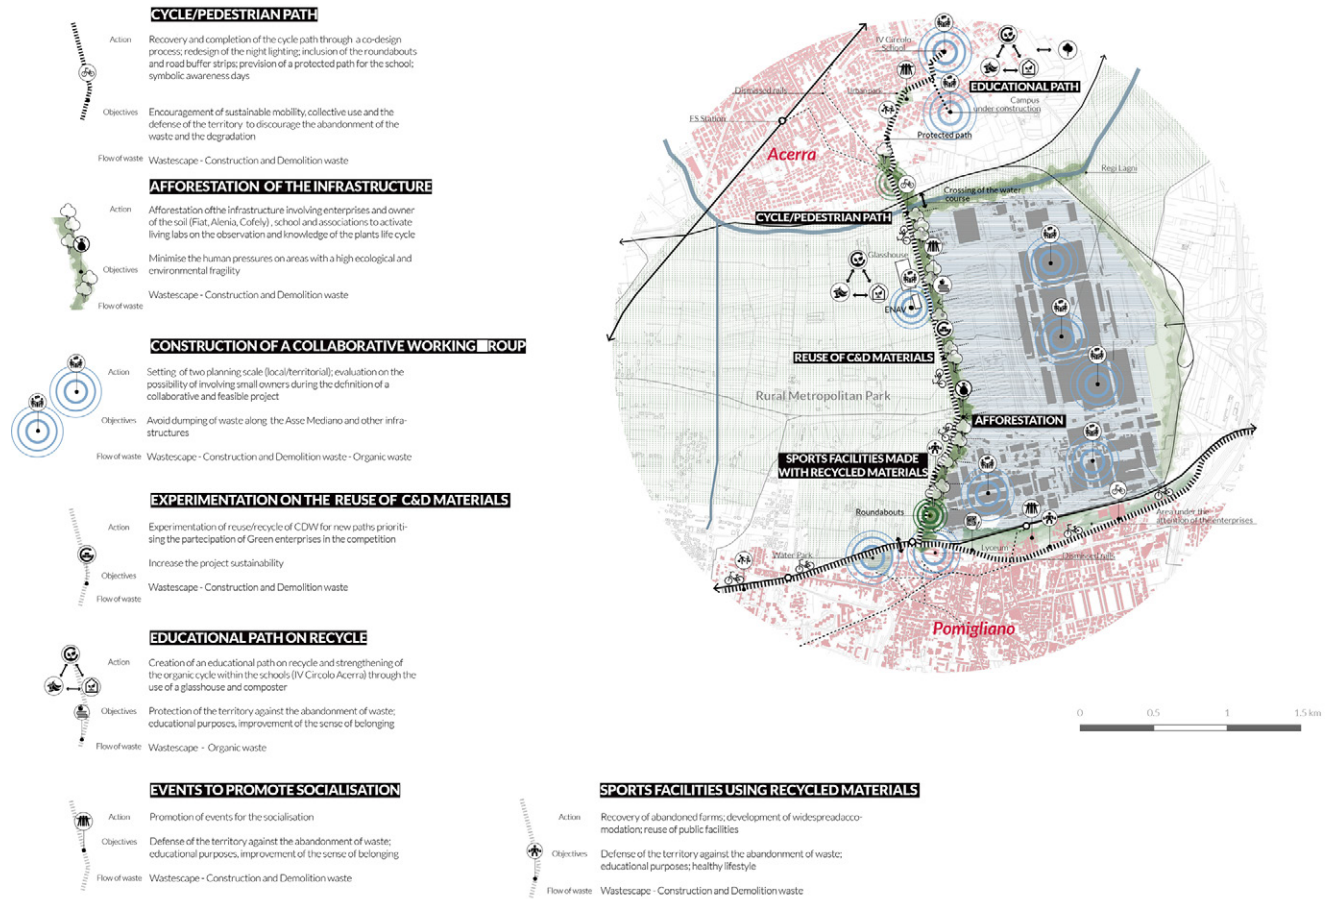 CYCLE/PEDESTRIAN PATH
Action
Recovery and completion of the cycle path through a co-design
process; redesign of the night lighting; inclusion of the roundabouts
and road buffer strips; prevision of a protected path for the school;
symbolic awareness days
Objectives
Encouragement of sustainable mobility, collective use and the
defense of the territory to discourage the abandonment of the
waste and the degradation
Flow of waste
Wastescape - Construction and Demolition waste
AFFORESTATION OF THE INFRASTRUCTURE
Action
Afforestation ofthe infrastructure involving enterprises and owner
of the soil (Fiat, Alenia, Cofely) , school and associations to activate
living labs on the observation and knowledge of the plants life cycle
Objectives
Minimise the human pressures on areas with a high ecological and
environmental fragility
Flow of waste
Wastescape - Construction and Demolition waste
CONSTRUCTION OF A COLLABORATIVE WORKING ROUP
Action
Setting of two planning scale (local/territorial); evaluation on the
possibility of involving small owners during the definition of a
collaborative and feasible project
Objectives
Avoid dumping of waste along the Asse Mediano and other infra-
structures
Flow of waste
Wastescape - Construction and Demolition waste - Organic waste
EXPERIMENTATION ON THE REUSE OF C&D MATERIALS
Action
Experimentation of reuse/recycle of CDW for new paths prioriti-
sing the partecipation of Green enterprises in the competition
Increase the project sustainability
Objectives
Wastescape - Construction and Demolition waste
Flow of waste
EDUCATIONAL PATH ON RECYCLE
Action
Creation of an educational path on recycle and strengthening of
the organic cycle within the schools (IV Circolo Acerra) through the
use of a glasshouse and composter
Objectives
Protection of the territory against the abandonment of waste;
educational purposes, improvement of the sense of belonging
Flow of waste
Wastescape - Organic waste
EVENTS TO PROMOTE SOCIALISATION
Action
Promotion of events for the socialisation
Objectives
Defense of the territory against the abandonment of waste;
educational purposes, improvement of the sense of belonging
Flow of waste
Wastescape - Construction and Demolition waste
SPORTS FACILITIES USING RECYCLED MATERIALS
Action
Recovery of abandoned farms; development of widespreadacco-
modation; reuse of public facilities
Objectives
Defense of the territory against the abandonment of waste;
educational purposes; healthy lifestyle
Flow of waste
Wastescape - Construction and Demolition waste
IV Circolo
School
EDUCATIONAL PATH
Dismissed rails
Urban park
Campus
under construction
F.S Station
Protected path
Acerra
Regi Lagni
Crossing of the water
course
CYCLE/PEDESTRIAN PATH
Glasshouse
ENAV
REUSE OF C&D MATERIALS
Rural Metropolitan Park
AFFORESTATION
SPORTS FACILITIES MADE
WITH RECYCLED MATERIALS
Roundabouts
Area under the
attention of the enterprises
Water Park
Lyceum
Dismissed rails
Pomigliano
0
0.5
1
1.5 km